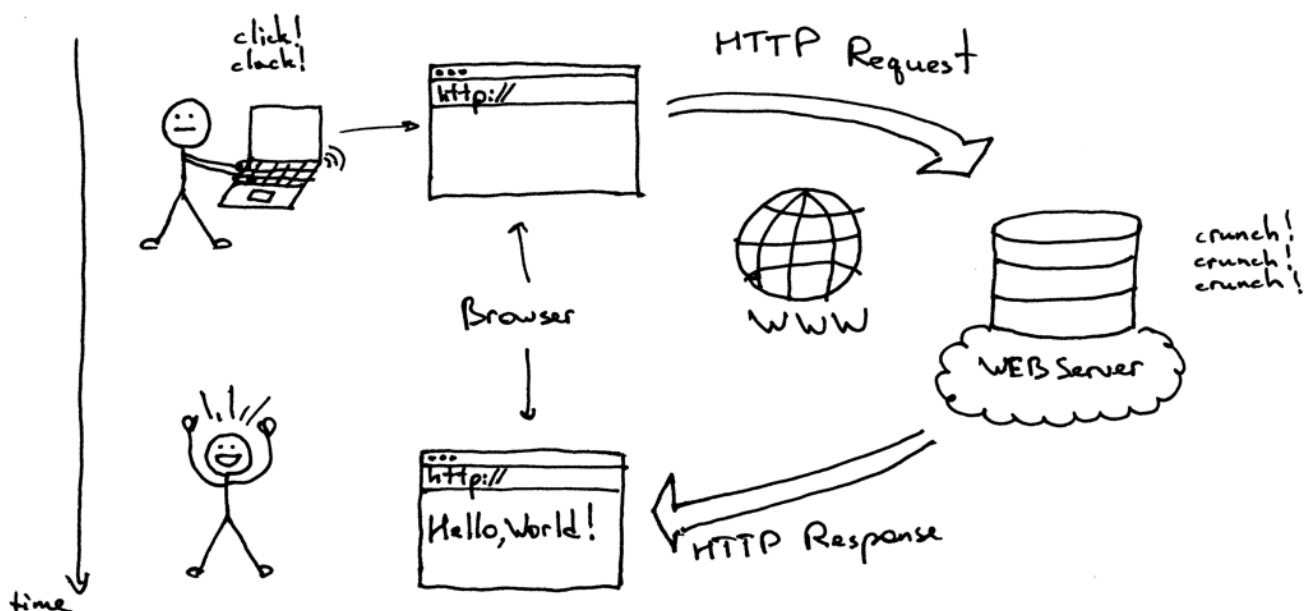 click!
clack!
HTTP Request
http://
crunch!
crunch!
crunch!
Browser
WWW
WEB Server
http://
Hello, World!
HTTP Response
time